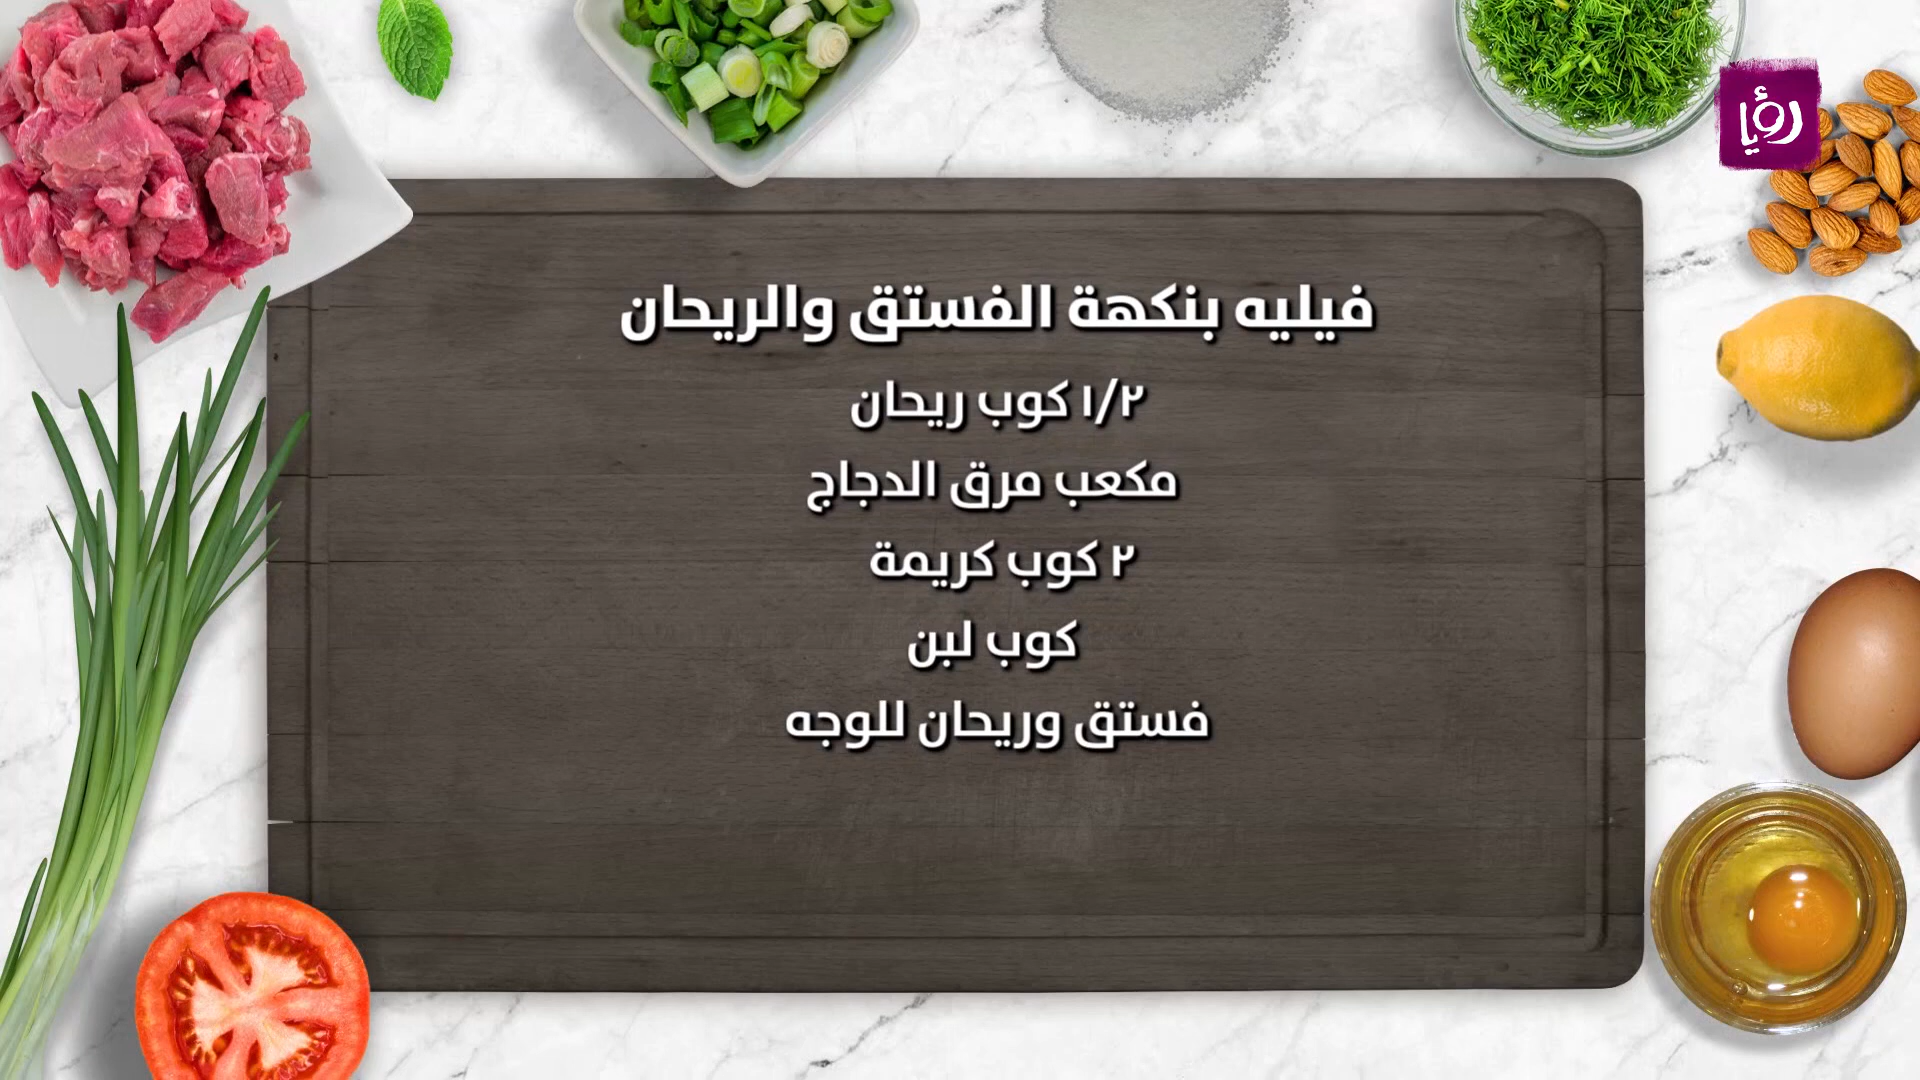 رؤيا
فيليه بنكهة الفستق والريحان
١/٢ كوب ريحان
مكعب مرق الدجاج
٢ كوب كريمة
كوب لبن
فستق وريحان للوجه